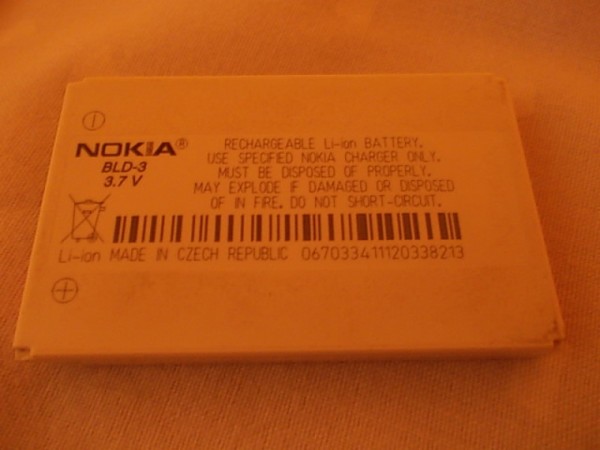 NOKIA®
BLD-3
3.7 V
RECHARGEABLE Li-ion BATTERY.
USE SPECIFIED NOKIA CHARGER ONLY.
MUST BE DISPOSED OF PROPERLY.
MAY EXPLODE IF DAMAGED OR DISPOSED
OF IN FIRE. DO NOT SHORT-CIRCUIT.
Li-ion MADE IN CZECH REPUBLIC 0670334111120338213